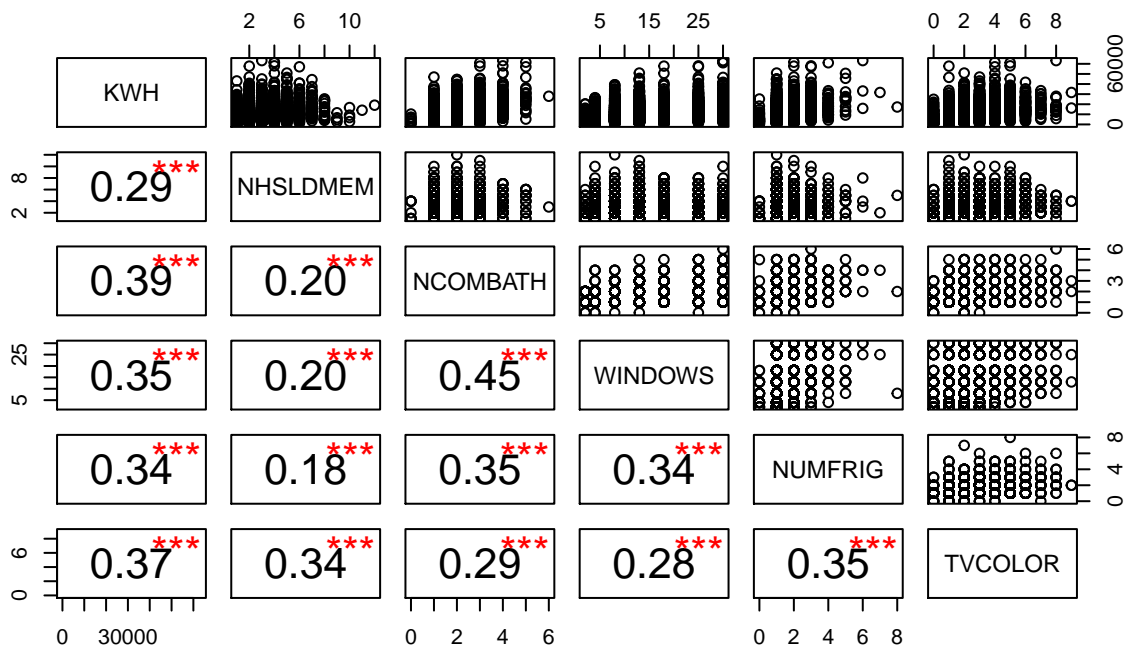 2 6 10 5 15 25 0 2 4 6 8
KWH 0 60000
2 8 0.29 *** NHSLDMEM
0.39 *** 0.20 *** NCOMBATH 0 3 6
5 25 0.35 *** 0.20 *** 0.45 *** WINDOWS
0.34 *** 0.18 *** 0.35 *** 0.34 *** NUMFRIG 0 4 8
0 6 0.37 *** 0.34 *** 0.29 *** 0.28 *** 0.35 *** TVCOLOR
0 30000 0 2 4 6 0 2 4 6 8